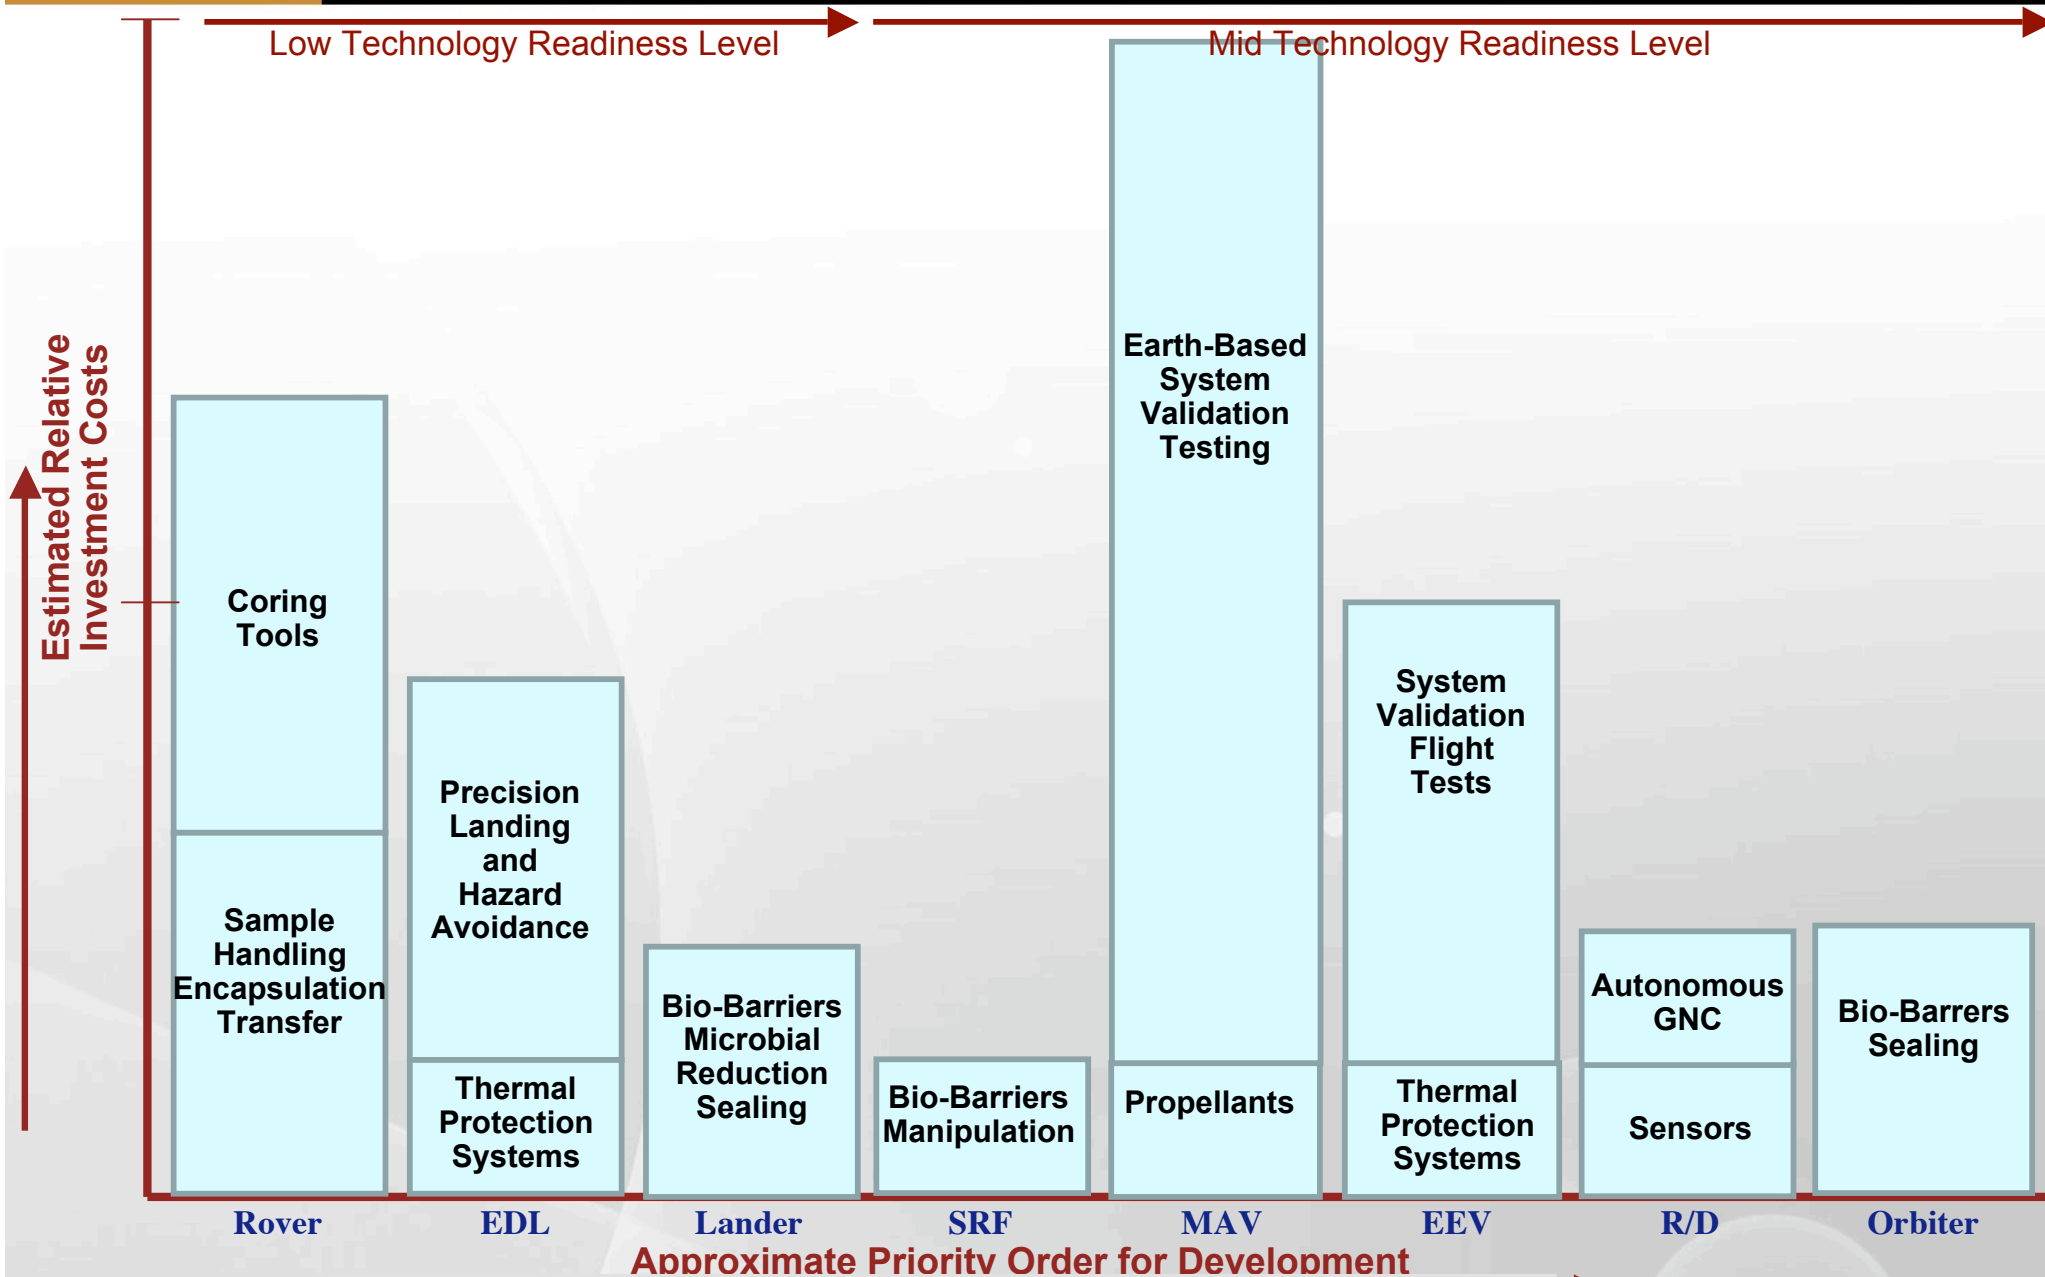 Low Technology Readiness Level
Mid Technology Readiness Level
Estimated Relative
Investment Costs
Coring
Tools
Sample
Handling
Encapsulation
Transfer
Precision
Landing
and
Hazard
Avoidance
Thermal
Protection
Systems
Bio-Barriers
Microbial
Reduction
Sealing
Bio-Barriers
Manipulation
Earth-Based
System
Validation
Testing
Propellants
System
Validation
Flight
Tests
Thermal
Protection
Systems
Autonomous
GNC
Sensors
Bio-Barrers
Sealing
Rover
EDL
Lander
SRF
MAV
EEV
R/D
Orbiter
Approximate Priority Order for Development